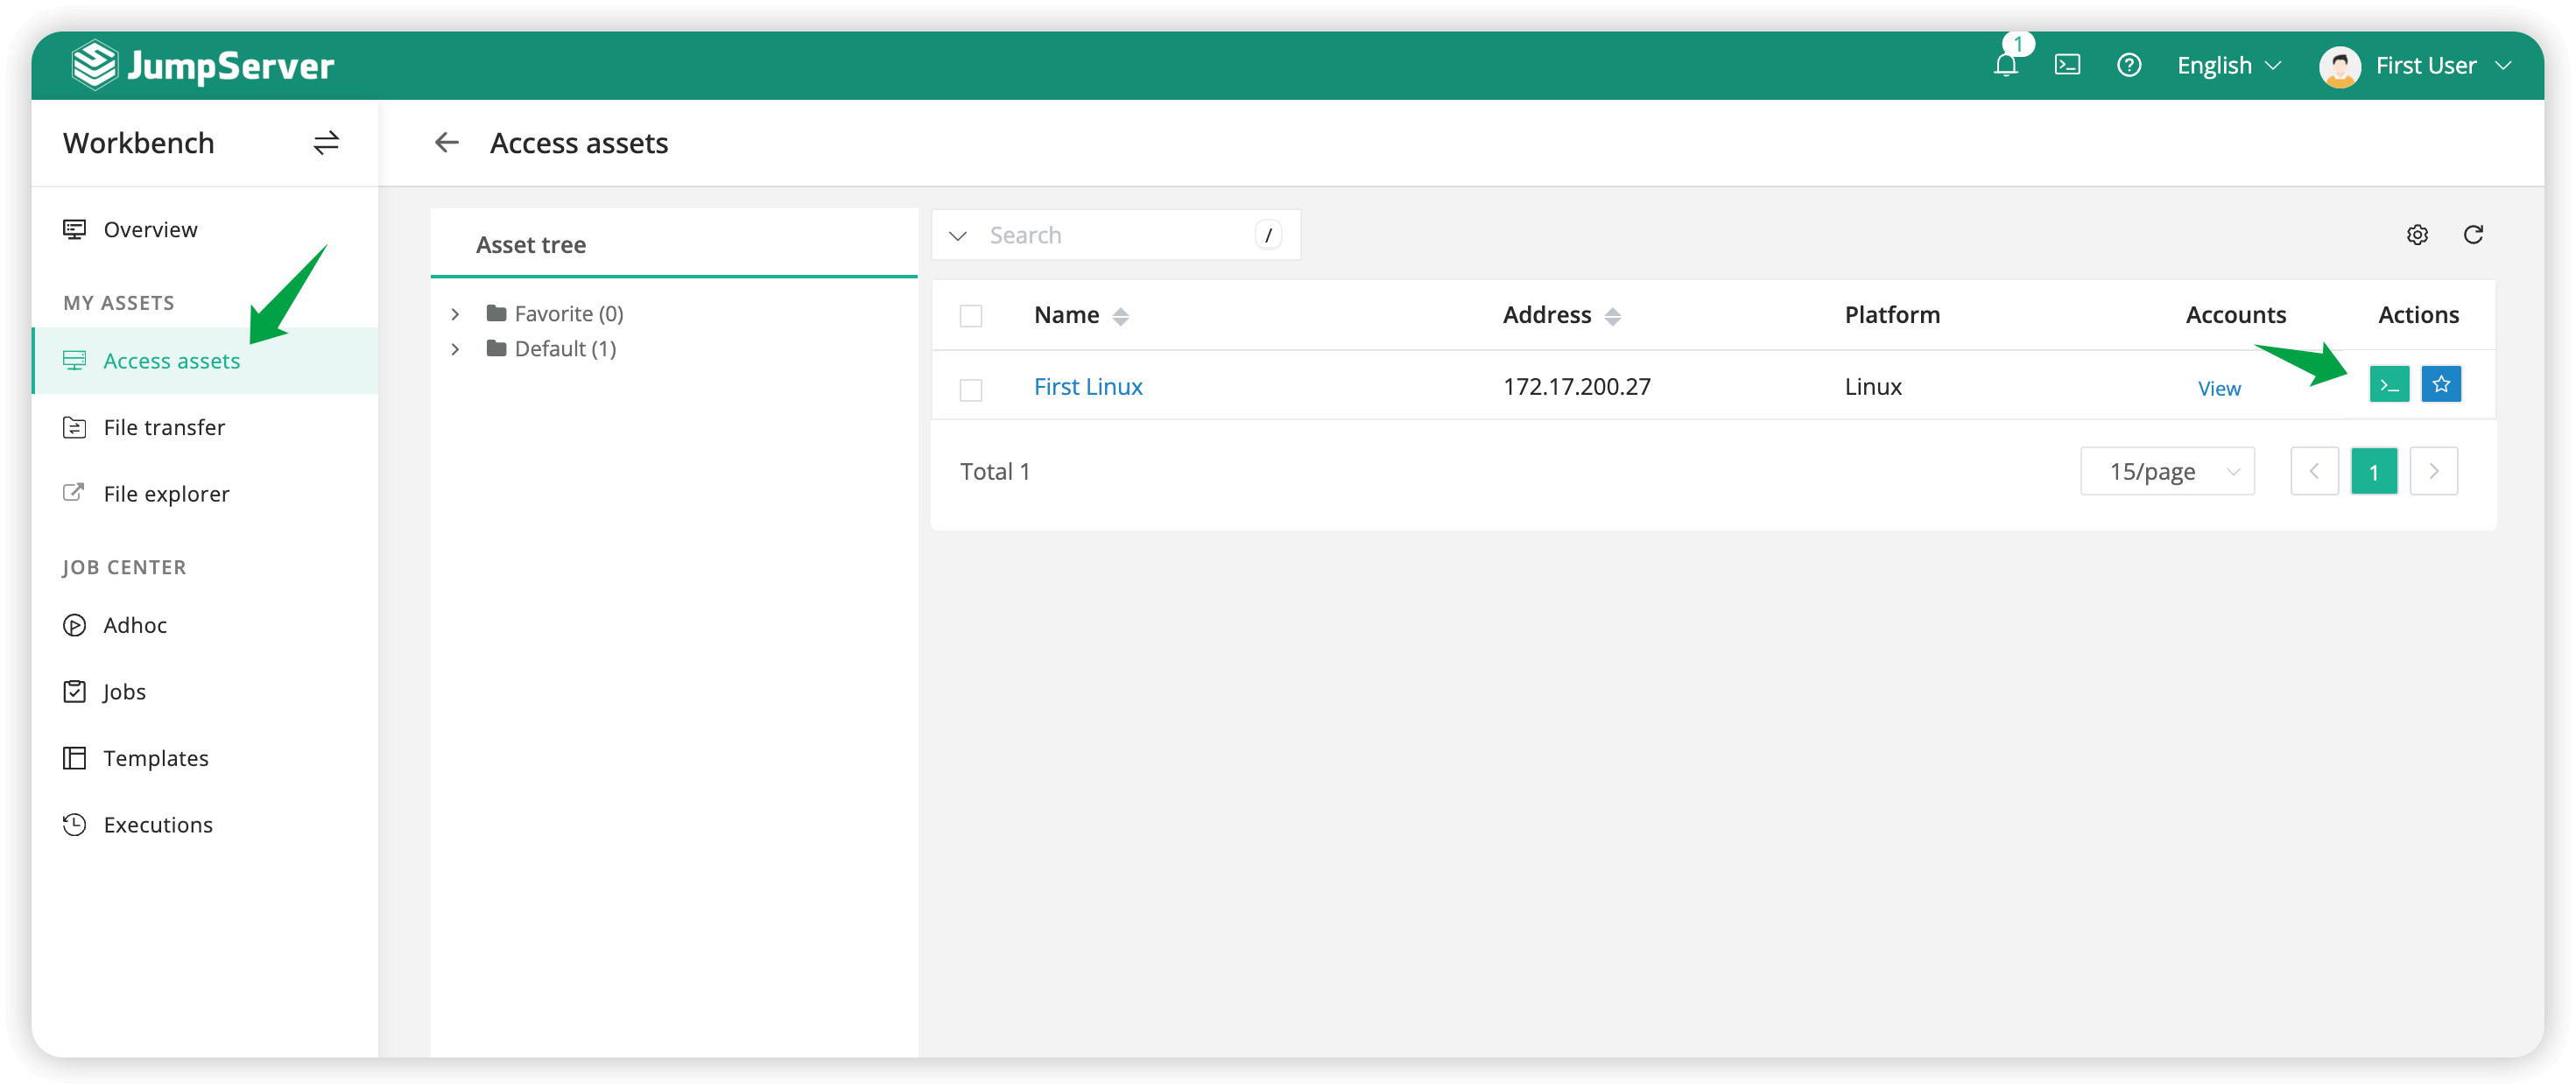 JumpServer
1
English
First User
Workbench
Access assets
Overview
MY ASSETS
Access assets
File transfer
File explorer
JOB CENTER
Adhoc
Jobs
Templates
Executions
Asset tree
Favorite (0)
Default (1)
Search /
Name Address Platform Accounts Actions
First Linux 172.17.200.27 Linux View
Total 1 15/page 1